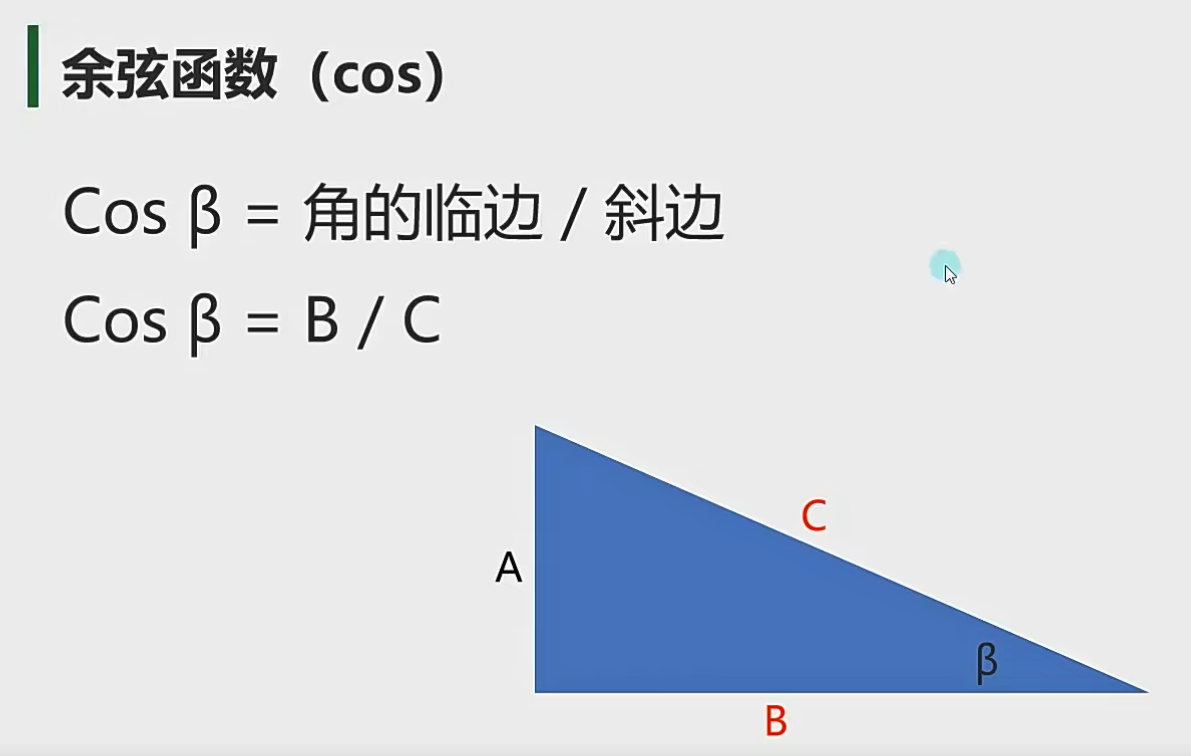 余弦函数（cos）
Cos β = 角的临边 / 斜边
Cos β = B / C
C
A
β
B